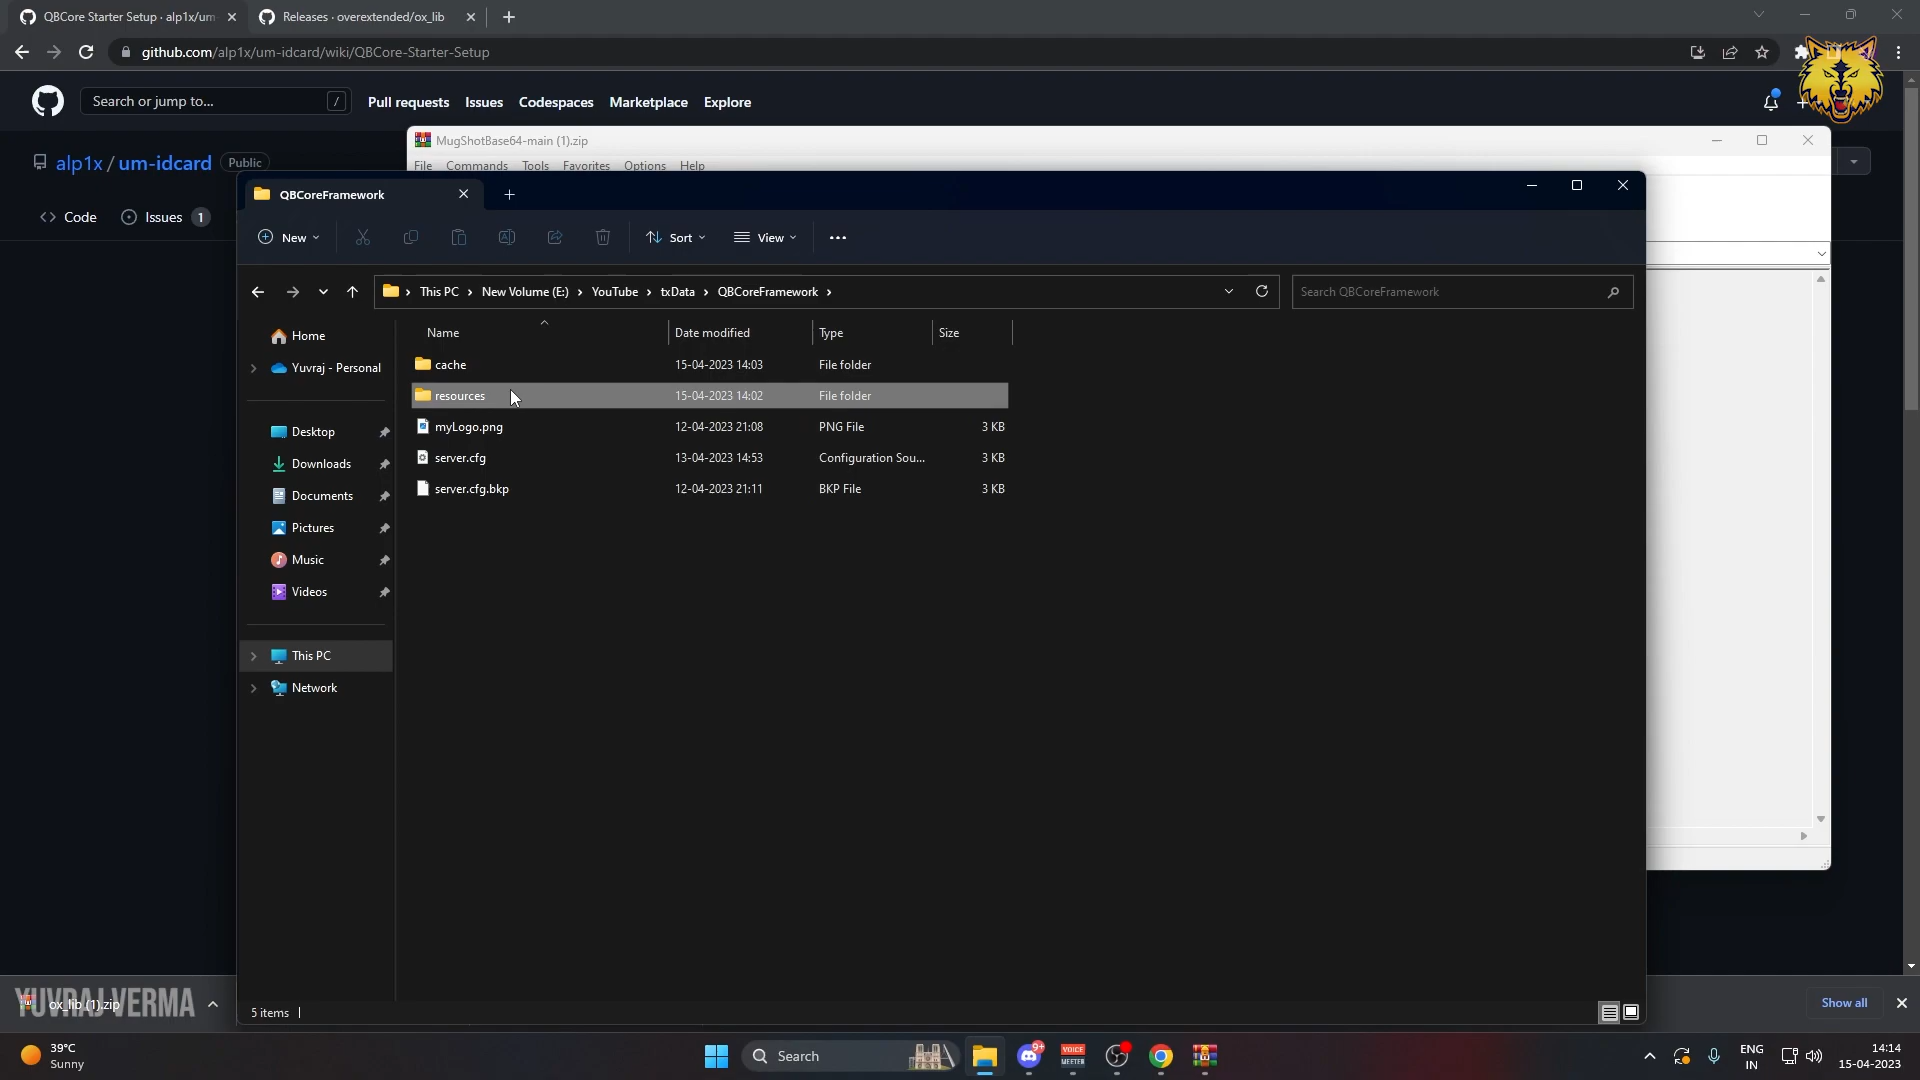 QBCore Starter Setup · alp1x/um-
Releases · overextended/ox_lib
github.com/alp1x/um-idcard/wiki/QBCore-Starter-Setup
Search or jump to... /
Pull requests
Issues
Codespaces
Marketplace
Explore
MugShotBase64-main (1).zip
File Commands Tools Favorites Options Help
alp1x / um-idcard Public
Code
Issues 1
QBCoreFramework
New
Sort
View
This PC › New Volume (E:) › YouTube › txData › QBCoreFramework ›
Search QBCoreFramework
Name Date modified Type Size
cache 15-04-2023 14:03 File folder
resources 15-04-2023 14:02 File folder
myLogo.png 12-04-2023 21:08 PNG File 3 KB
server.cfg 13-04-2023 14:53 Configuration Sou... 3 KB
server.cfg.bkp 12-04-2023 21:11 BKP File 3 KB
Home
Yuvraj - Personal
Desktop
Downloads
Documents
Pictures
Music
Videos
This PC
Network
5 items
YUVRAJ VERMA
ox_lib (1).zip
Show all
39°C
Sunny
Search
9+
VOICE
MEETER
ENG
IN
14:14
15-04-2023